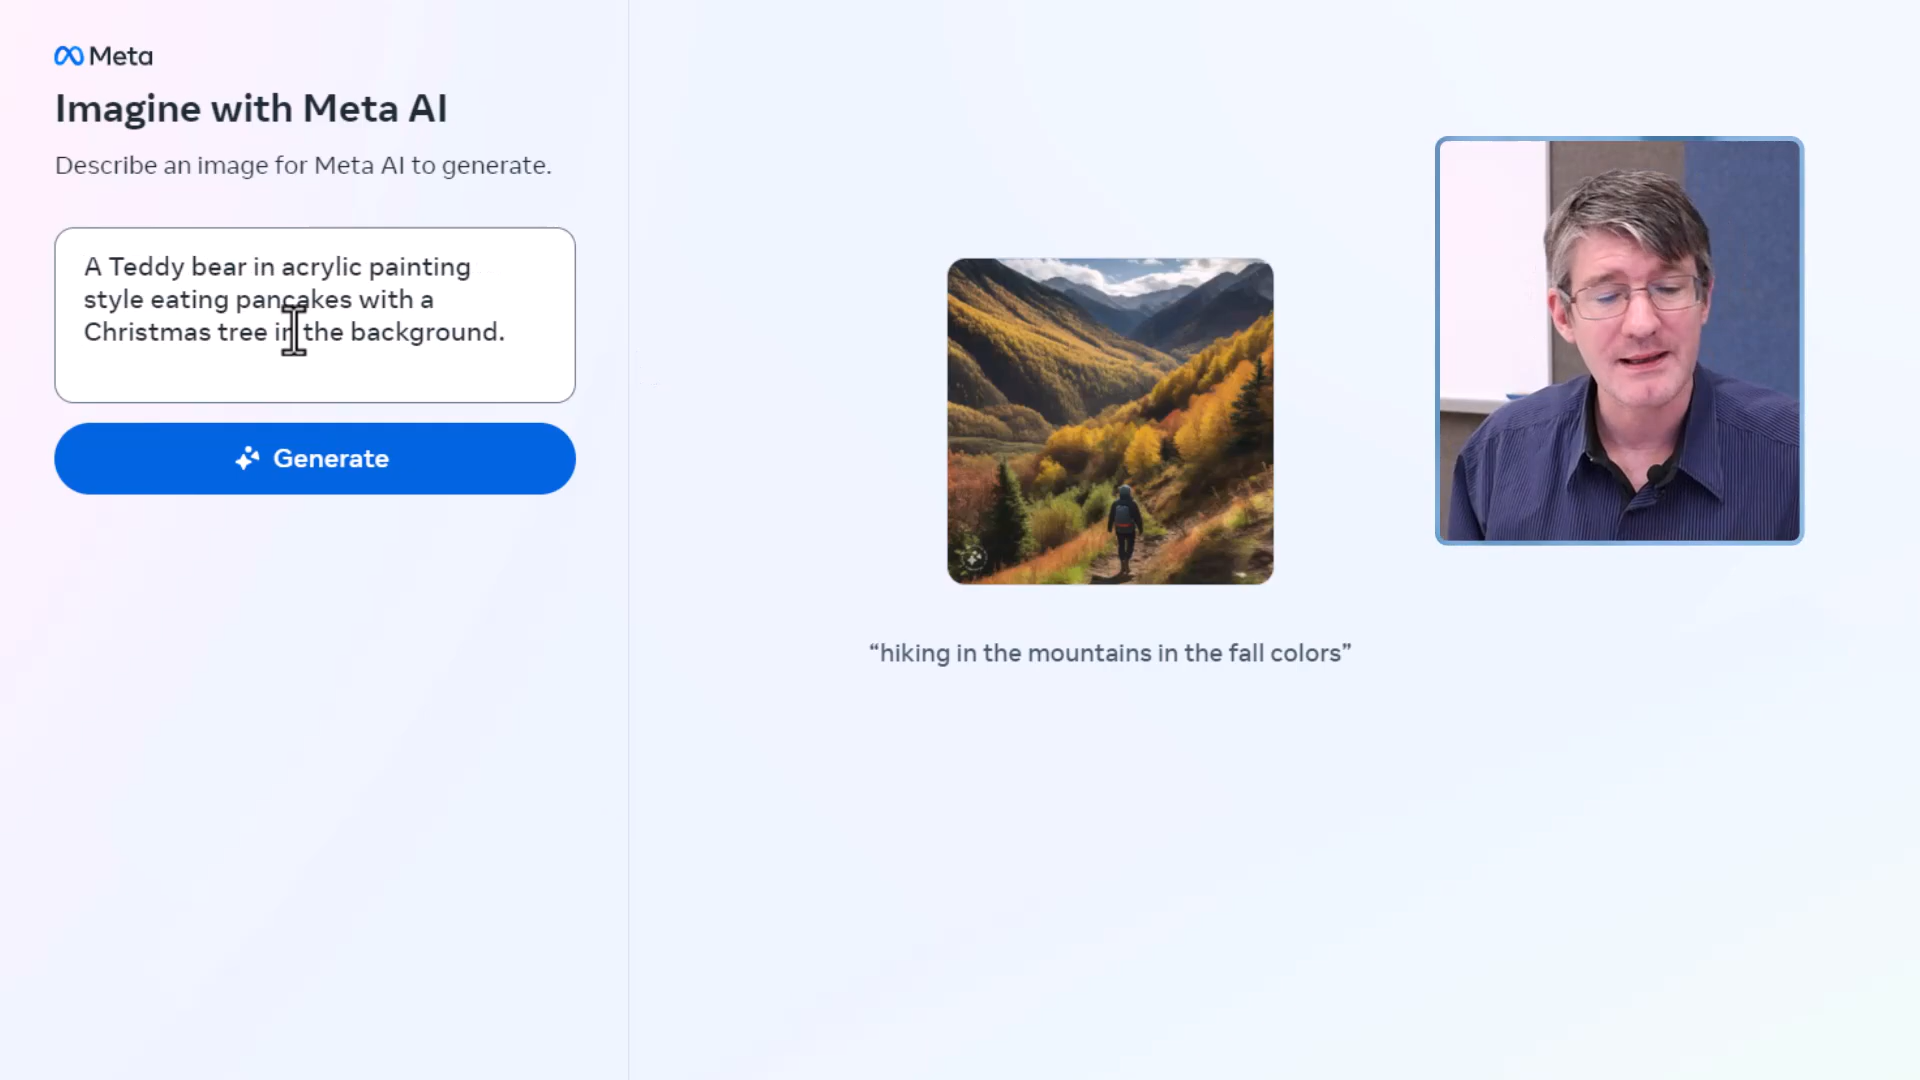 Meta
Imagine with Meta AI
Describe an image for Meta AI to generate.
A Teddy bear in acrylic painting
style eating pancakes with a
Christmas tree in the background.
Generate
“hiking in the mountains in the fall colors”